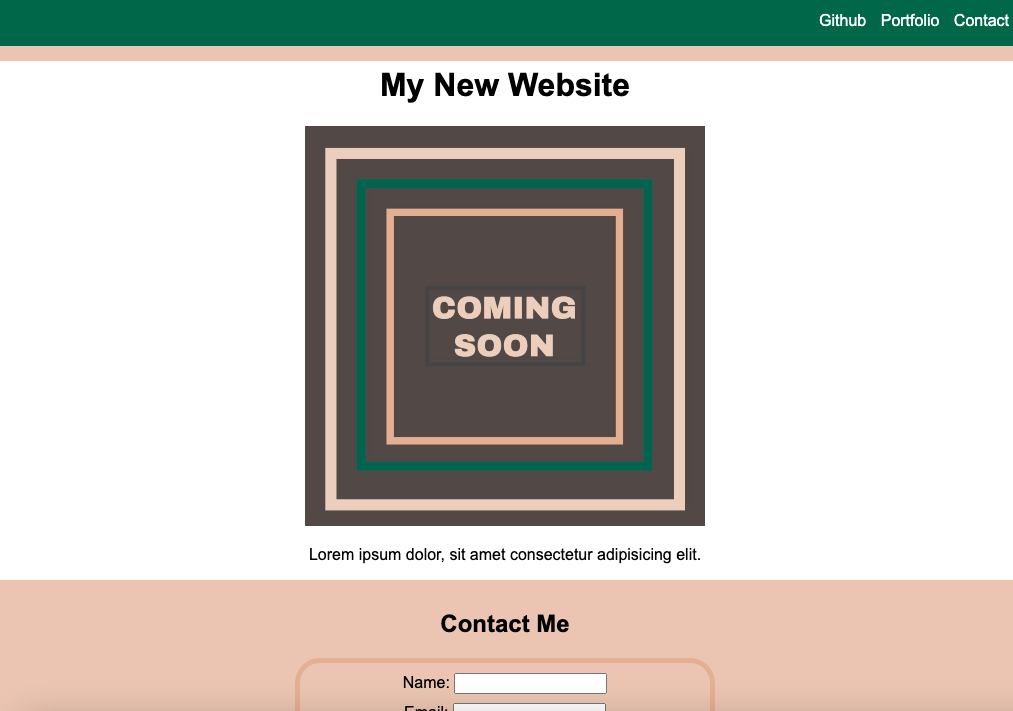 Github Portfolio Contact
My New Website
COMING
SOON
Lorem ipsum dolor, sit amet consectetur adipisicing elit.
Contact Me
Name:
Email: